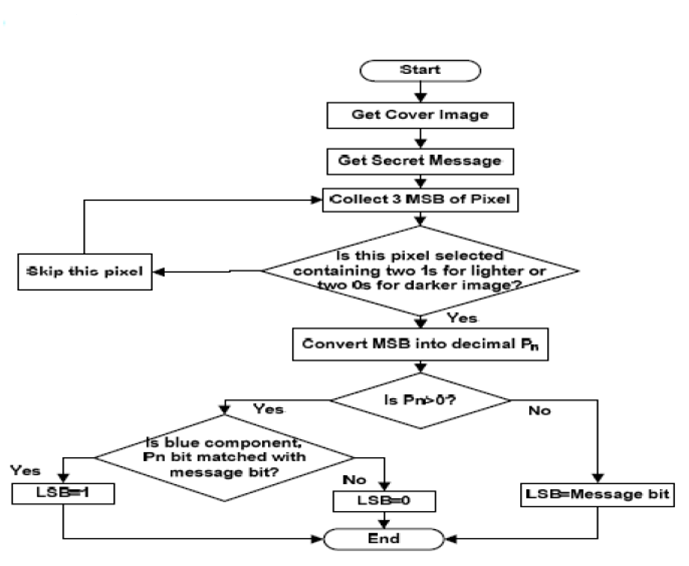 Start
Get Cover Image
Get Secret Message
Collect 3 MSB of Pixel
Is this pixel selected
containing two 1s for lighter or
two 0s for darker image?
Skip this pixel
Yes
Convert MSB into decimal Pn
Is Pn>0?
Yes
No
Is blue component,
Pn bit matched with
message bit?
Yes
No
LSB=1
LSB=0
LSB=Message bit
End